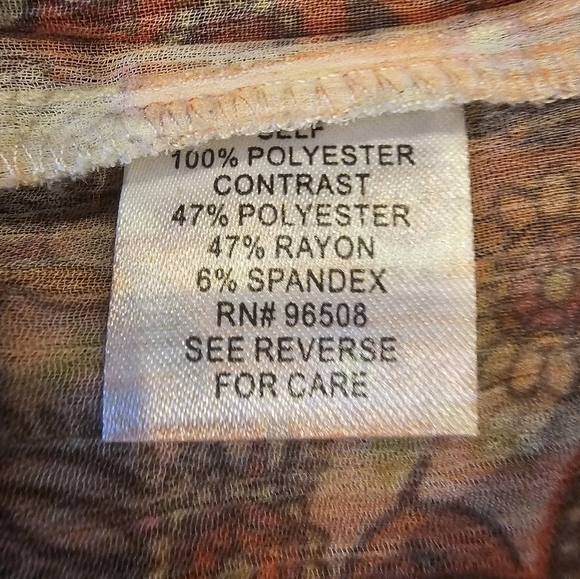 SELF
100% POLYESTER
CONTRAST
47% POLYESTER
47% RAYON
6% SPANDEX
RN# 96508
SEE REVERSE
FOR CARE